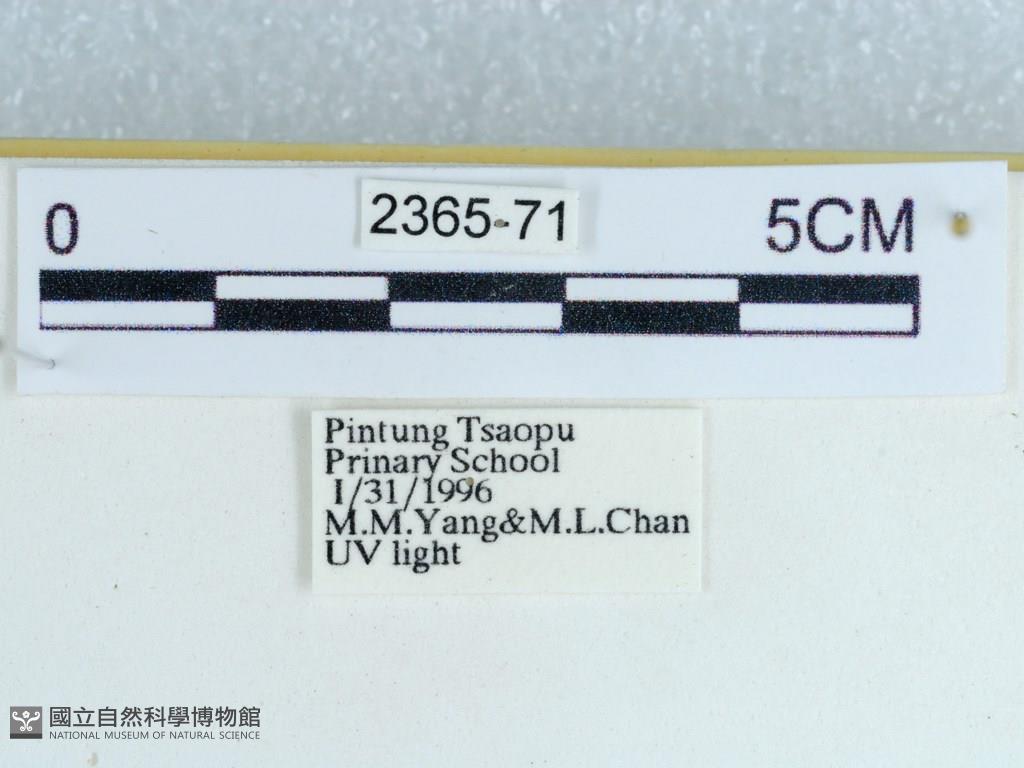 0
2365-71
5CM
Pintung Tsaopu
Prinary School
1/31/1996
M.M.Yang&M.L.Chan
UV light
國立自然科學博物館
NATIONAL MUSEUM OF NATURAL SCIENCE